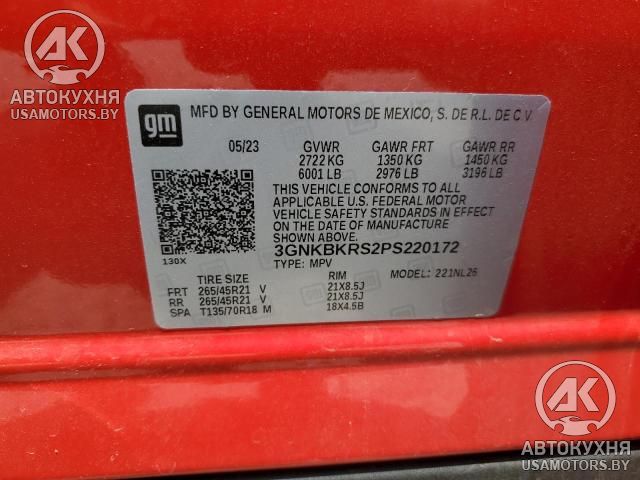 AK
АВТОКУХНЯ
USAMOTORS.BY
gm
MFD BY GENERAL MOTORS DE MEXICO, S. DE R.L. DE C.V.
05/23 GVWR GAWR FRT GAWR RR
2722 KG 1350 KG 1450 KG
6001 LB 2976 LB 3196 LB
THIS VEHICLE CONFORMS TO ALL
APPLICABLE U.S. FEDERAL MOTOR
VEHICLE SAFETY STANDARDS IN EFFECT
ON THE DATE OF MANUFACTURE
SHOWN ABOVE.
3GNKBKRS2PS220172
130X
TYPE: MPV MODEL: 221NL26
TIRE SIZE RIM
FRT 265/45R21 V 21X8.5J
RR 265/45R21 V 21X8.5J
SPA T135/70R18 M 18X4.5B
AK
АВТОКУХНЯ
USAMOTORS.BY